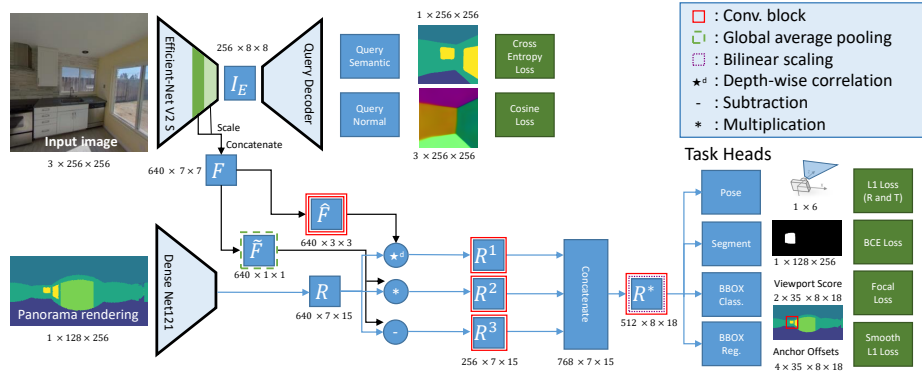 Input image
3 × 256 × 256
Efficient-Net V2 S
256 × 8 × 8
I_E
Query Decoder
Query
Semantic
Query
Normal
1 × 256 × 256
3 × 256 × 256
Cross
Entropy
Loss
Cosine
Loss
: Conv. block
: Global average pooling
: Bilinear scaling
★d : Depth-wise correlation
- : Subtraction
* : Multiplication
Scale
Concatenate
640 × 7 × 7
F
F̂
640 × 3 × 3
F̃
640 × 1 × 1
Panorama rendering
1 × 128 × 256
Dense Net121
R
640 × 7 × 15
★d
*
-
R¹
R²
R³
256 × 7 × 15
Concatenate
768 × 7 × 15
R*
512 × 8 × 18
Task Heads
Pose
1 × 6
L1 Loss
(R and T)
Segment
1 × 128 × 256
BCE Loss
BBOX
Class.
Viewport Score
2 × 35 × 8 × 18
Focal
Loss
BBOX
Reg.
Anchor Offsets
4 × 35 × 8 × 18
Smooth
L1 Loss